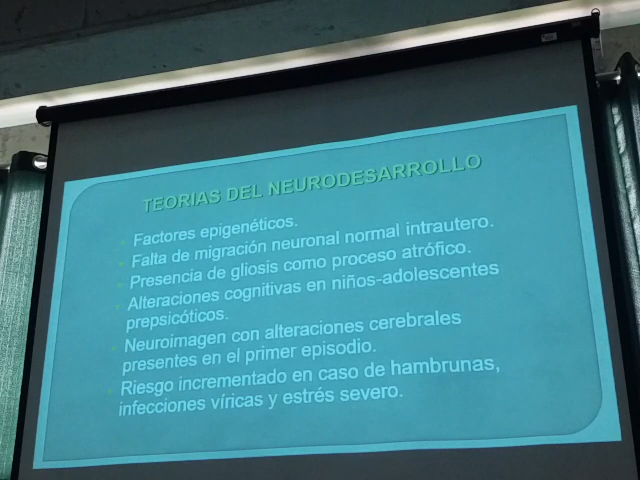 TEORIAS DEL NEURODESARROLLO
Factores epigenéticos.
Falta de migración neuronal normal intrautero.
Presencia de gliosis como proceso atrófico.
Alteraciones cognitivas en niños-adolescentes
prepsicóticos.
Neuroimagen con alteraciones cerebrales
presentes en el primer episodio.
Riesgo incrementado en caso de hambrunas,
infecciones víricas y estrés severo.